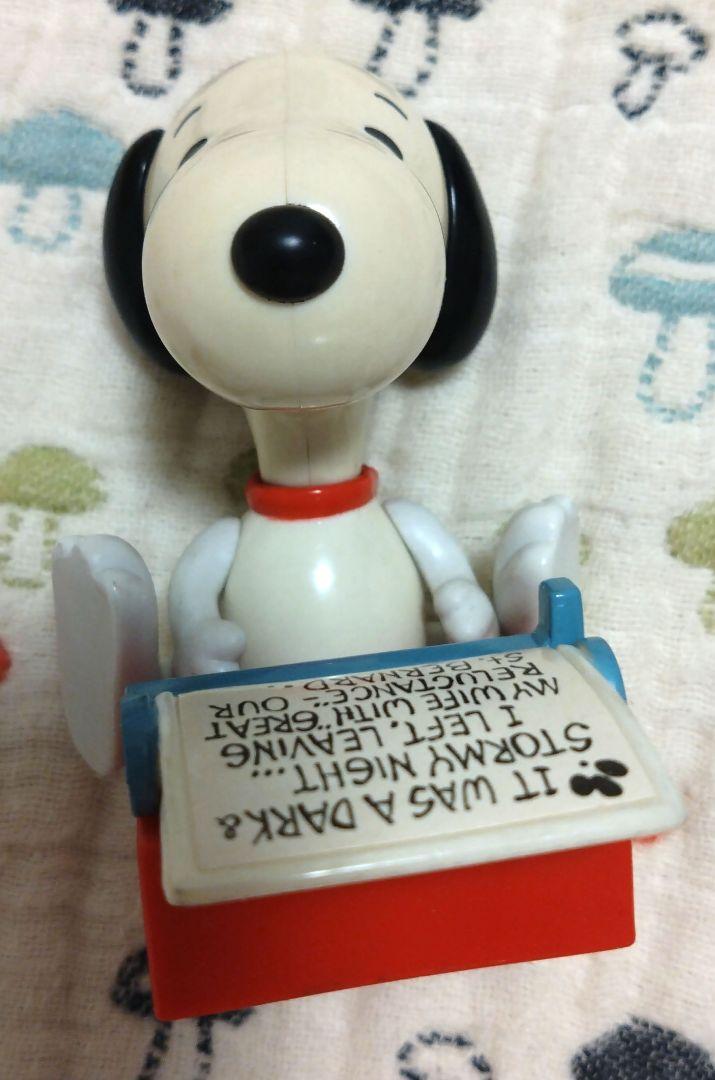 IT WAS A DARK &
STORMY NIGHT...
I LEFT, LEAVING
MY WIFE WITH "GREAT
RELUCTANCE" - OUR
ST. BERNARD...